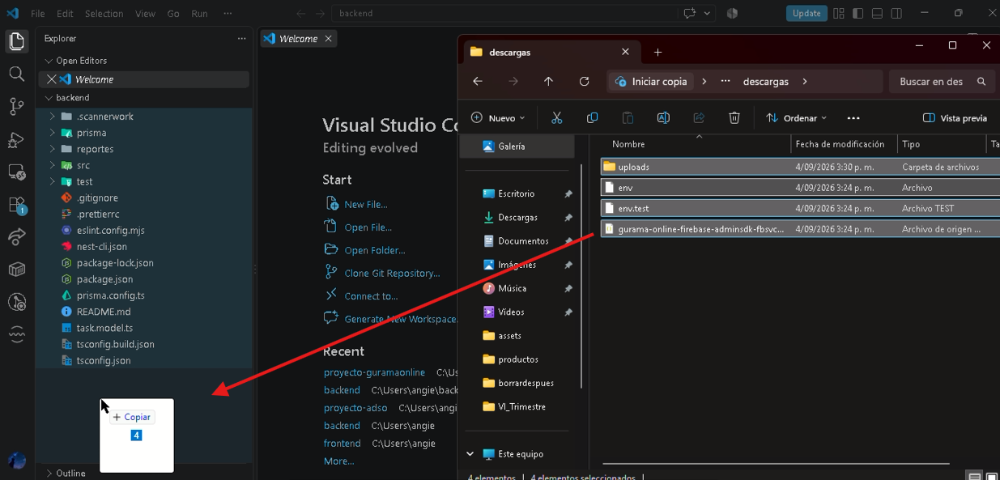 File Edit Selection View Go Run ···
backend
Update
Explorer
Open Editors
Welcome
backend
.scannerwork
prisma
reportes
src
test
.gitignore
.prettierrc
eslint.config.mjs
nest-cli.json
package-lock.json
package.json
prisma.config.ts
README.md
task.model.ts
tsconfig.build.json
tsconfig.json
Outline
1
+ Copiar
4
Welcome
Visual Studio Co
Editing evolved
Start
New File...
Open File...
Open Folder...
Clone Git Repository...
Connect to...
Generate New Workspace.
Recent
proyecto-guramaonline C:\Us
backend C:\Users\angie\back
proyecto-adso C:\Users\angi
backend C:\Users\angie
frontend C:\Users\angie
More...
descargas
Iniciar copia > ··· descargas >
Buscar en des
Nuevo
Ordenar
···
Vista previa
Galería
Escritorio
Descargas
Documentos
Imágenes
Música
Vídeos
assets
productos
borrardespues
VI_Trimestre
Este equipo
Nombre Fecha de modificación Tipo Ta
uploads 4/09/2026 3:30 p. m. Carpeta de archivos
env 4/09/2026 3:24 p. m. Archivo
env.test 4/09/2026 3:24 p. m. Archivo TEST
gurama-online-firebase-adminsdk-fbsvc... 4/09/2026 3:24 p. m. Archivo de origen ...
4 elementos 4 elementos seleccionados